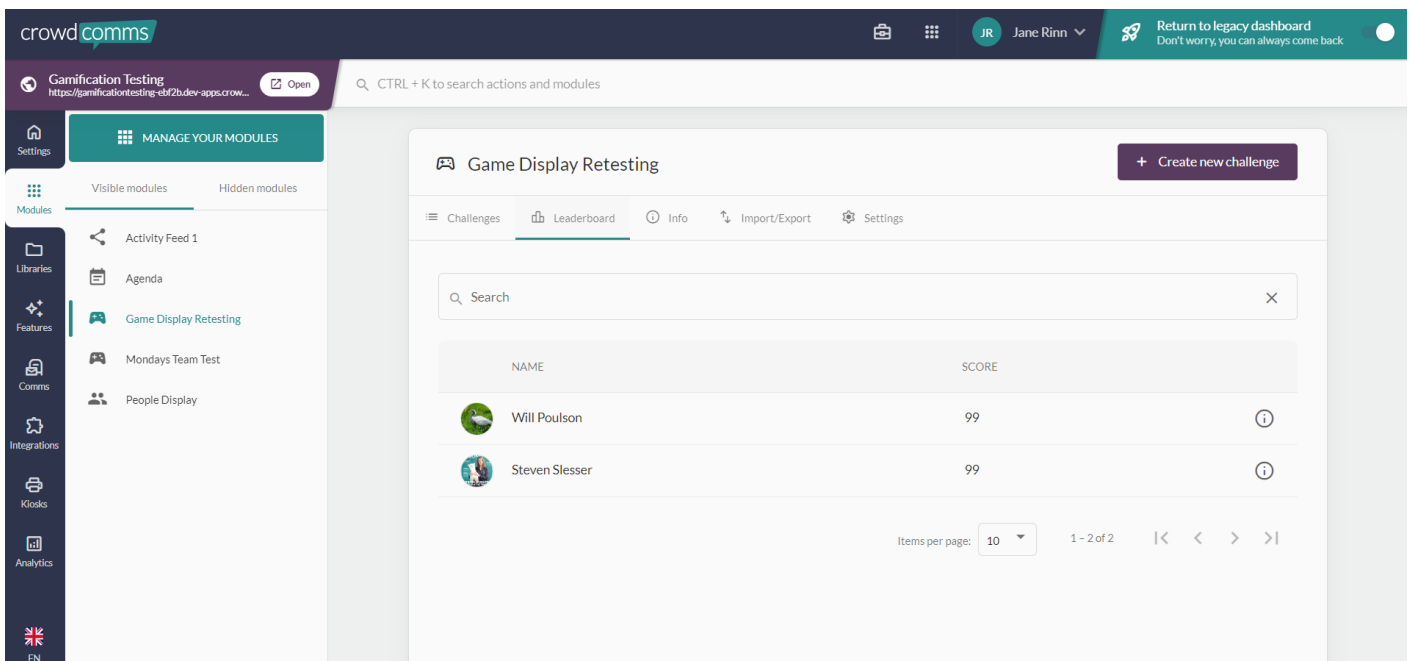 crowdcomms
JR
Jane Rinn
Return to legacy dashboard
Don't worry, you can always come back
Gamification Testing
https://gamificationtesting-ebf2b.dev-apps.crow...
Open
CTRL + K to search actions and modules
Settings
Modules
Libraries
Features
Comms
Integrations
Kiosks
Analytics
EN
MANAGE YOUR MODULES
Visible modules
Hidden modules
Activity Feed 1
Agenda
Game Display Retesting
Mondays Team Test
People Display
Game Display Retesting
+ Create new challenge
Challenges
Leaderboard
Info
Import/Export
Settings
Search
NAME
SCORE
Will Poulson
99
Steven Slesser
99
Items per page:
10
1 – 2 of 2